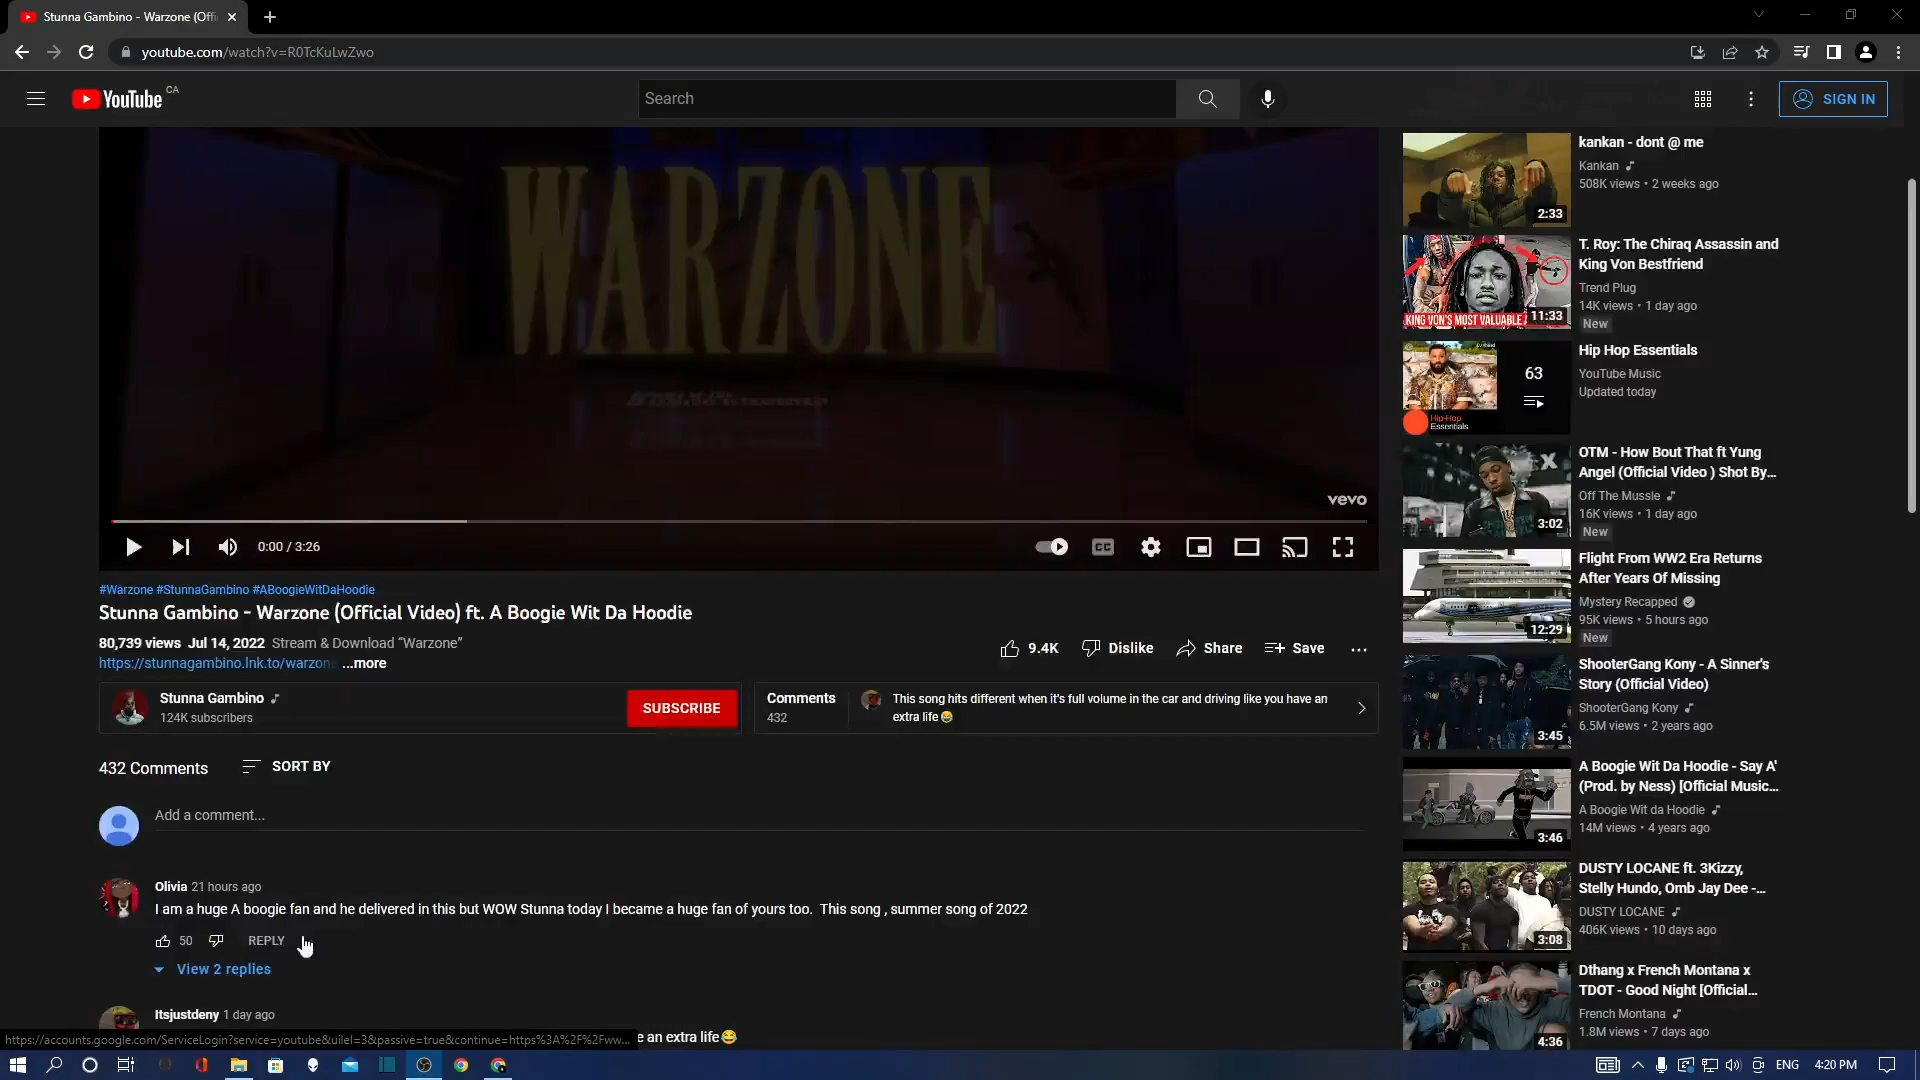 Stunna Gambino - Warzone (Offi
youtube.com/watch?v=R0TcKuLwZwo
YouTube CA
Search
SIGN IN
WARZONE
vevo
0:00 / 3:26
CC
#Warzone #StunnaGambino #ABoogieWitDaHoodie
Stunna Gambino - Warzone (Official Video) ft. A Boogie Wit Da Hoodie
80,739 views Jul 14, 2022 Stream & Download “Warzone”
https://stunnagambino.lnk.to/warzon ...more
9.4K
Dislike
Share
Save
Stunna Gambino
124K subscribers
SUBSCRIBE
Comments
432
This song hits different when it's full volume in the car and driving like you have an
extra life😂
432 Comments
SORT BY
Add a comment...
Olivia 21 hours ago
I am a huge A boogie fan and he delivered in this but WOW Stunna today I became a huge fan of yours too. This song , summer song of 2022
50
REPLY
View 2 replies
Itsjustdeny 1 day ago
e an extra life😂
https://accounts.google.com/ServiceLogin?service=youtube&uilel=3&passive=true&continue=https%3A%2F%2Fww...
kankan - dont @ me
Kankan
508K views • 2 weeks ago
2:33
T. Roy: The Chiraq Assassin and
King Von Bestfriend
Trend Plug
14K views • 1 day ago
New
KING VON'S MOST VALUABLE
11:33
Hip Hop Essentials
YouTube Music
Updated today
63
Hip-Hop
Essentials
OTM - How Bout That ft Yung
Angel (Official Video ) Shot By...
Off The Mussle
16K views • 1 day ago
New
3:02
Flight From WW2 Era Returns
After Years Of Missing
Mystery Recapped
95K views • 5 hours ago
New
12:29
ShooterGang Kony - A Sinner's
Story (Official Video)
ShooterGang Kony
6.5M views • 2 years ago
3:45
A Boogie Wit Da Hoodie - Say A'
(Prod. by Ness) [Official Music...
A Boogie Wit da Hoodie
14M views • 4 years ago
3:46
DUSTY LOCANE ft. 3Kizzy,
Stelly Hundo, Omb Jay Dee -...
DUSTY LOCANE
406K views • 10 days ago
3:08
Dthang x French Montana x
TDOT - Good Night [Official...
French Montana
1.8M views • 7 days ago
4:36
ENG
4:20 PM